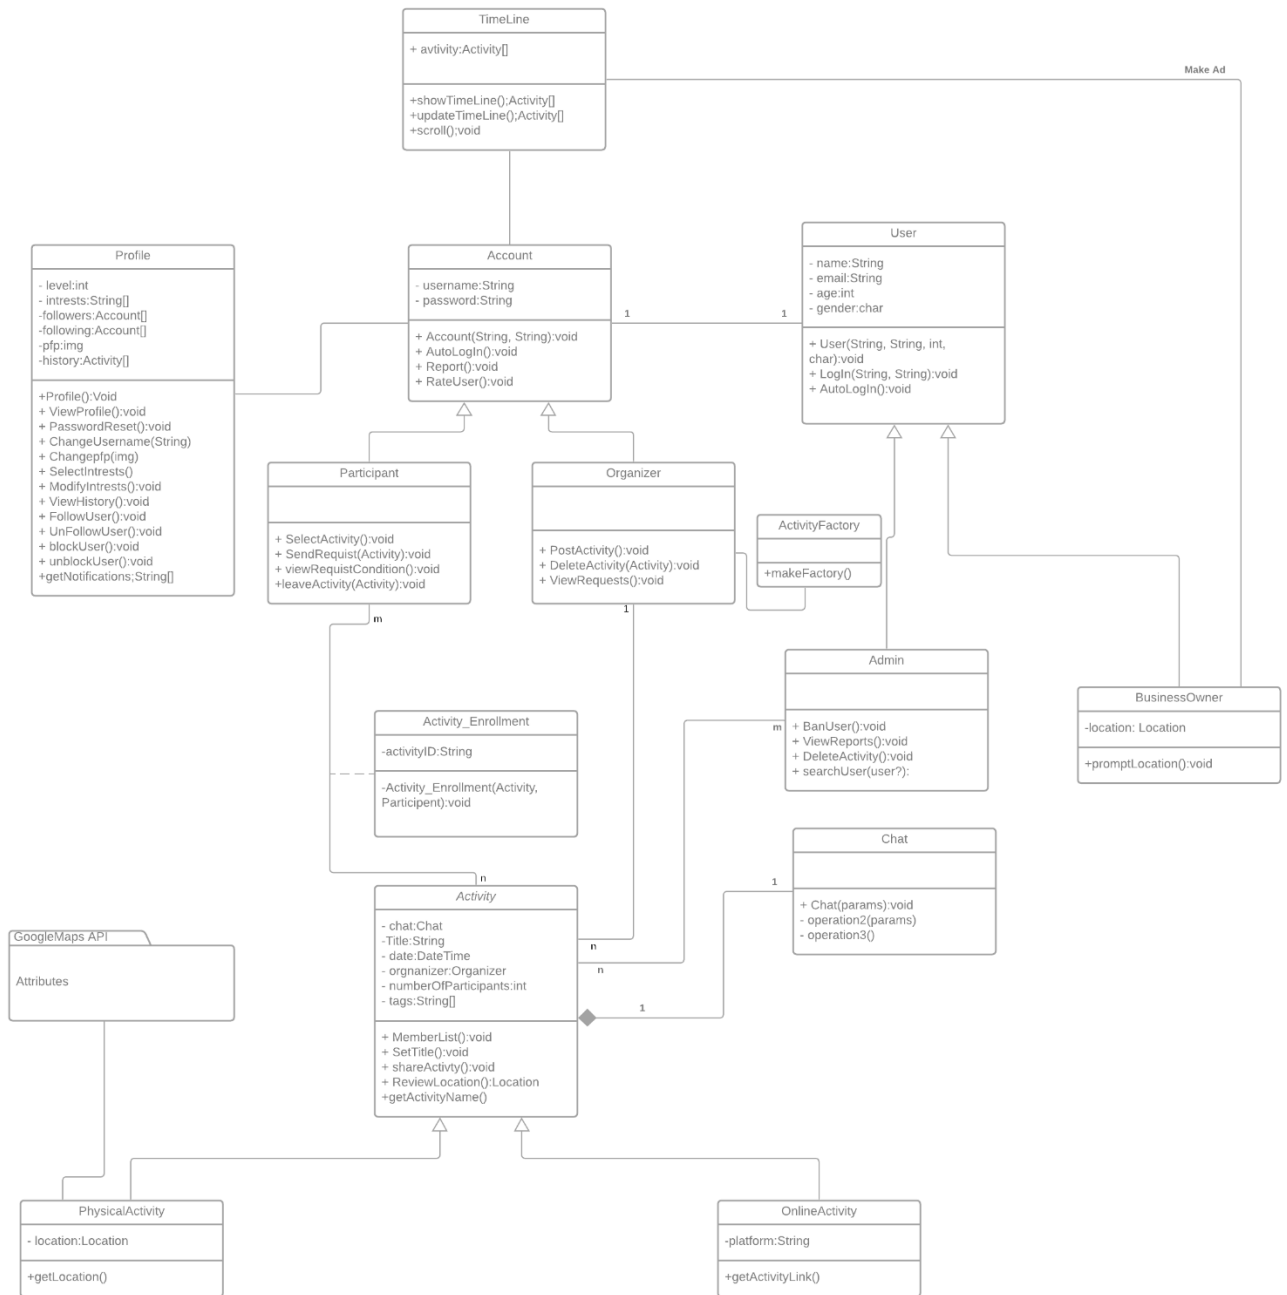 TimeLine
+ avtivity:Activity[]
+showTimeLine();Activity[]
+updateTimeLine();Activity[]
+scroll();void
Make Ad
Profile
- level:int
- intrests:String[]
-followers:Account[]
-following:Account[]
-pfp:img
-history:Activity[]
+Profile():Void
+ ViewProfile():void
+ PasswordReset():void
+ ChangeUsername(String)
+ Changepfp(img)
+ SelectIntrests()
+ ModifyIntrests():void
+ ViewHistory():void
+ FollowUser():void
+ UnFollowUser():void
+ blockUser():void
+ unblockUser():void
+getNotifications;String[]
Account
- username:String
- password:String
+ Account(String, String):void
+ AutoLogIn():void
+ Report():void
+ RateUser():void
1
1
User
- name:String
- email:String
- age:int
- gender:char
+ User(String, String, int,
char):void
+ LogIn(String, String):void
+ AutoLogIn():void
Participant
+ SelectActivity():void
+ SendRequist(Activity):void
+ viewRequistCondition():void
+leaveActivity(Activity):void
m
Organizer
+ PostActivity():void
+ DeleteActivity(Activity):void
+ ViewRequests():void
1
ActivityFactory
+makeFactory()
Admin
+ BanUser():void
+ ViewReports():void
+ DeleteActivity():void
+ searchUser(user?):
m
BusinessOwner
-location: Location
+promptLocation():void
Activity_Enrollment
-activityID:String
-Activity_Enrollment(Activity,
Participent):void
Chat
+ Chat(params):void
- operation2(params)
- operation3()
1
n
Activity
- chat:Chat
-Title:String
- date:DateTime
- orgnanizer:Organizer
- numberOfParticipants:int
- tags:String[]
+ MemberList():void
+ SetTitle():void
+ shareActivty():void
+ ReviewLocation():Location
+getActivityName()
n
n
1
GoogleMaps API
Attributes
PhysicalActivity
- location:Location
+getLocation()
OnlineActivity
-platform:String
+getActivityLink()